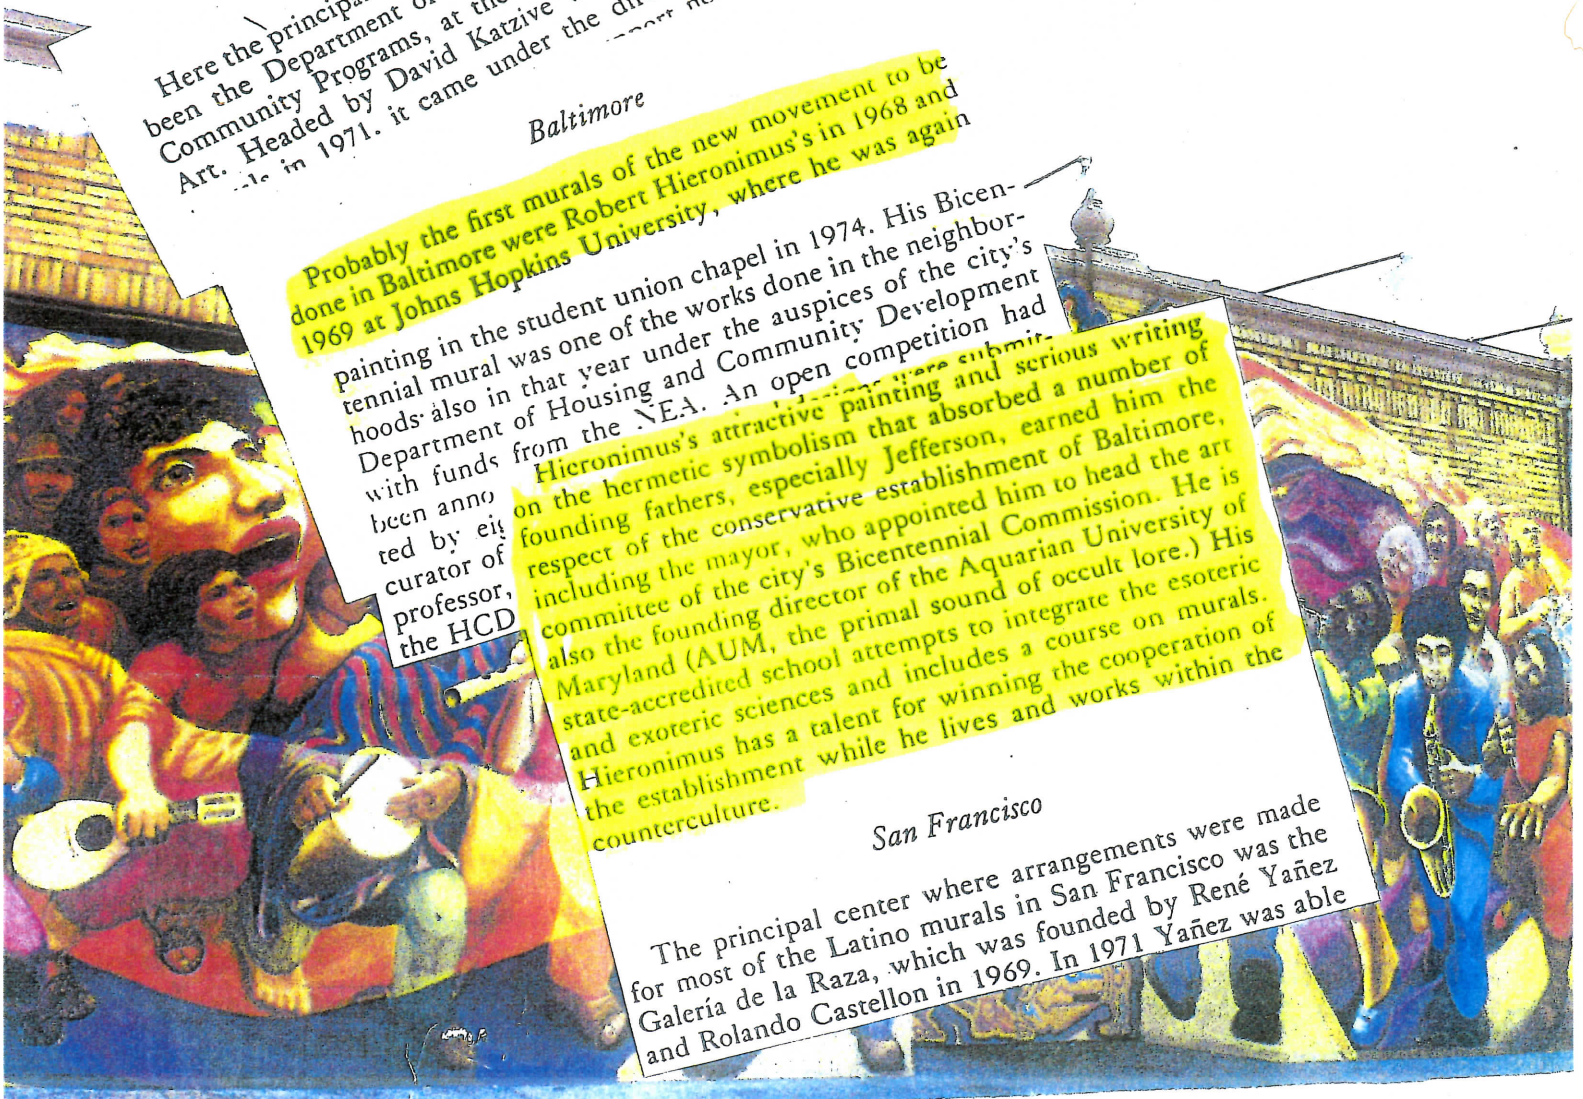 Here the principal
been the Department of
Community Programs, at the
Art. Headed by David Katzive
in 1971. it came under the
Baltimore
Probably the first murals of the new movement to be
done in Baltimore were Robert Hieronimus's in 1968 and
1969 at Johns Hopkins University, where he was again
painting in the student union chapel in 1974. His Bicen-
tennial mural was one of the works done in the neighbor-
hoods also in that year under the auspices of the city's
Department of Housing and Community Development
with funds from the NEA. An open competition had
been anno
ted by eig
curator of
professor,
the HCD
were submit-
Hieronimus's attractive painting and serious writing
on the hermetic symbolism that absorbed a number of
founding fathers, especially Jefferson, earned him the
respect of the conservative establishment of Baltimore,
including the mayor, who appointed him to head the art
committee of the city's Bicentennial Commission. He is
also the founding director of the Aquarian University of
Maryland (AUM, the primal sound of occult lore.) His
state-accredited school attempts to integrate the esoteric
and exoteric sciences and includes a course on murals.
Hieronimus has a talent for winning the cooperation of
the establishment while he lives and works within the
counterculture.
San Francisco
The principal center where arrangements were made
for most of the Latino murals in San Francisco was the
Galería de la Raza, which was founded by René Yañez
and Rolando Castellon in 1969. In 1971 Yañez was able